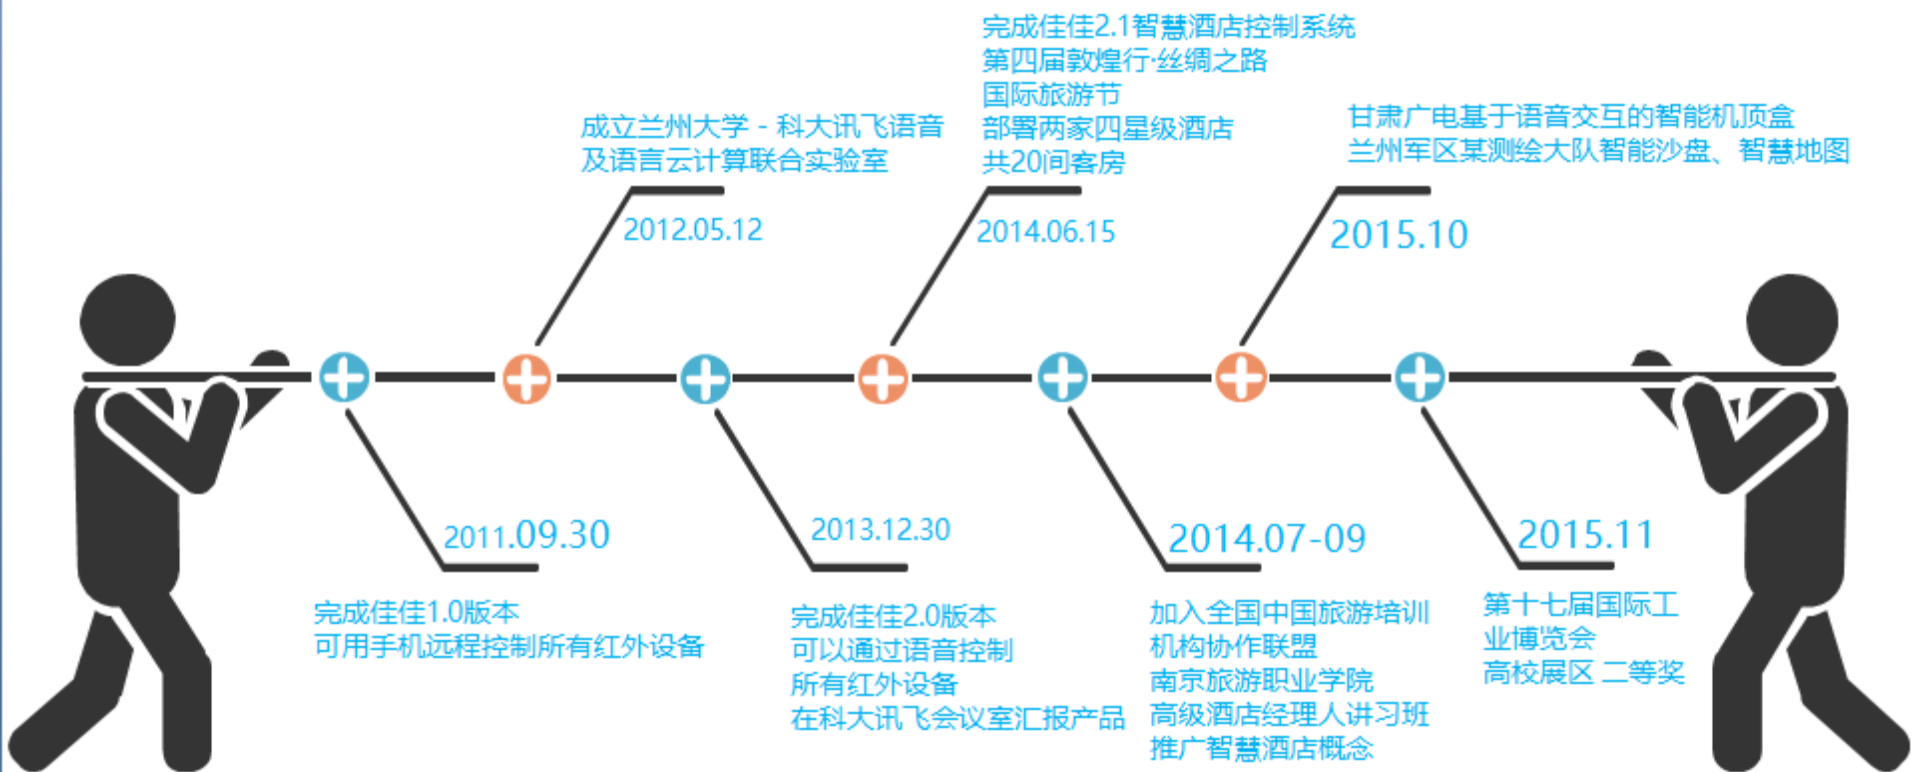 完成佳佳2.1智慧酒店控制系统
第四届敦煌行·丝绸之路
国际旅游节
部署两家四星级酒店
共20间客房
成立兰州大学－科大讯飞语音
及语言云计算联合实验室
甘肃广电基于语音交互的智能机顶盒
兰州军区某测绘大队智能沙盘、智慧地图
2012.05.12
2014.06.15
2015.10
2011.09.30
2013.12.30
2014.07-09
2015.11
完成佳佳1.0版本
可用手机远程控制所有红外设备
完成佳佳2.0版本
可以通过语音控制
所有红外设备
在科大讯飞会议室汇报产品
加入全国中国旅游培训
机构协作联盟
南京旅游职业学院
高级酒店经理人讲习班
推广智慧酒店概念
第十七届国际工
业博览会
高校展区 二等奖